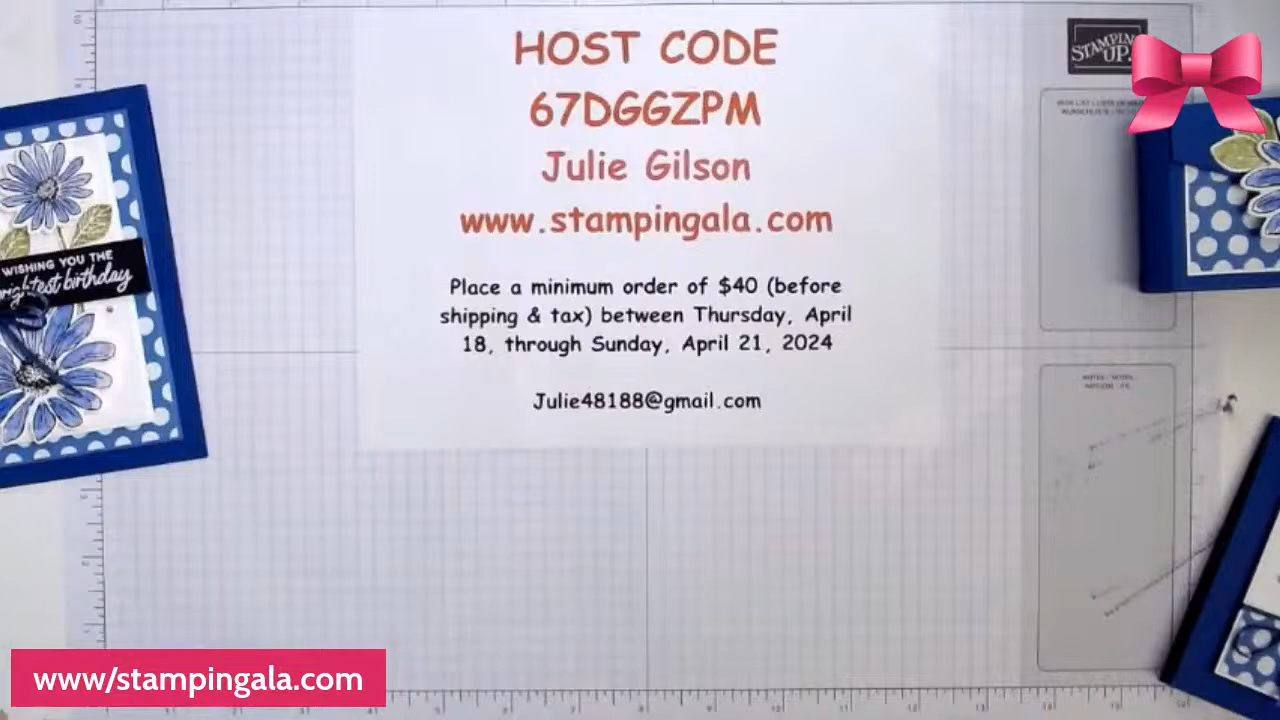 HOST CODE
67DGGZPM
Julie Gilson
www.stampingala.com
Place a minimum order of $40 (before
shipping & tax) between Thursday, April
18, through Sunday, April 21, 2024
Julie48188@gmail.com
STAMPIN'
UP!
WISHING YOU THE
brightest birthday
www/stampingala.com